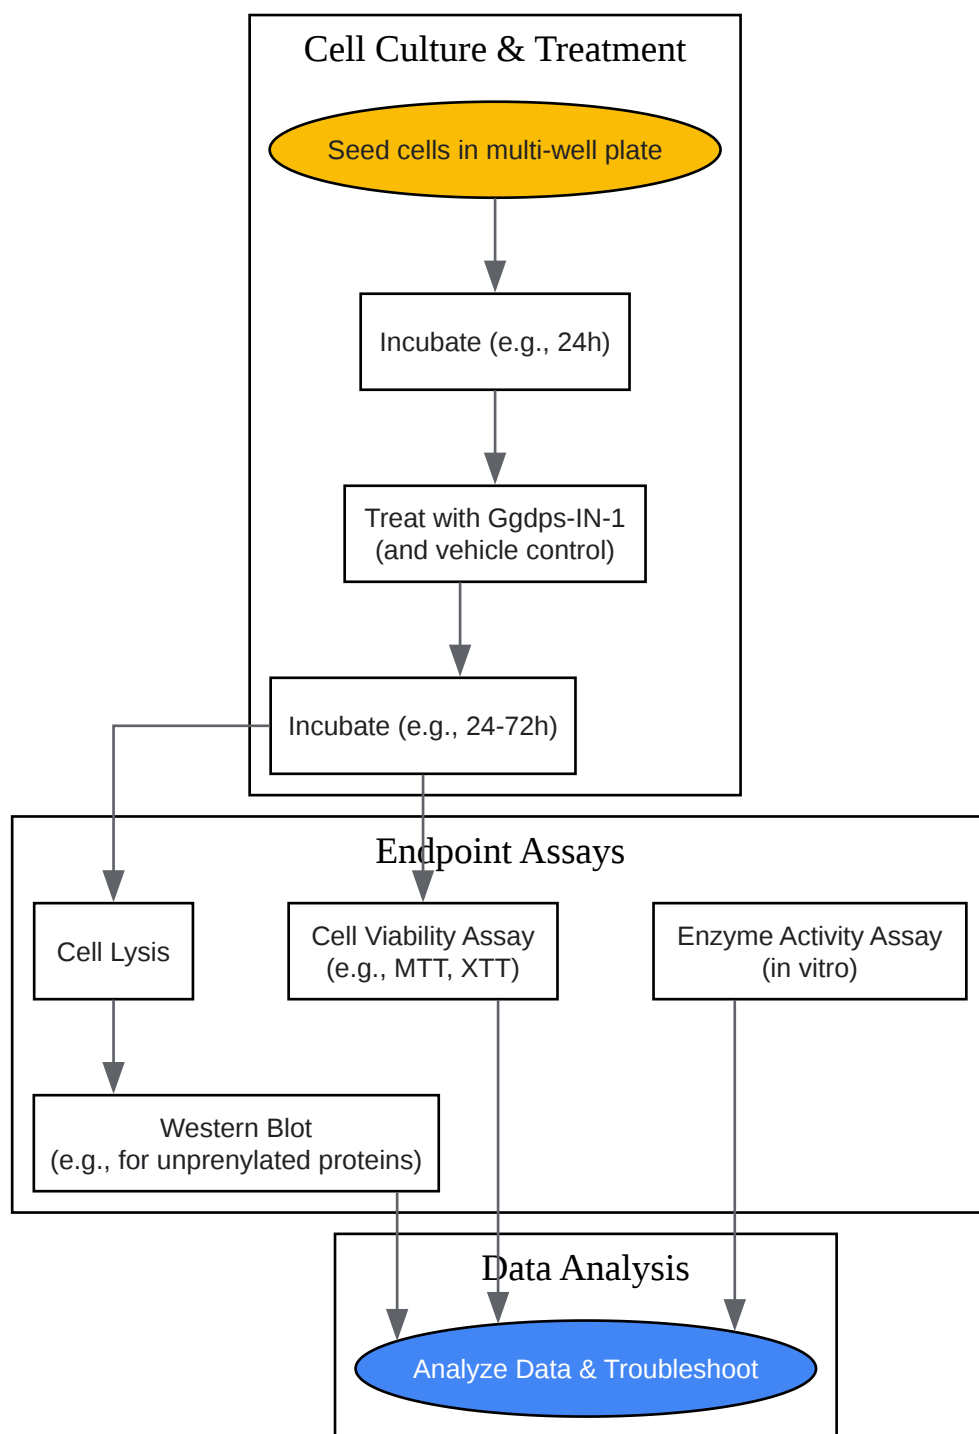 Cell Culture & Treatment
Seed cells in multi-well plate
Incubate (e.g., 24h)
Treat with Ggdps-IN-1
(and vehicle control)
Incubate (e.g., 24-72h)
Endpoint Assays
Cell Lysis
Cell Viability Assay
(e.g., MTT, XTT)
Enzyme Activity Assay
(in vitro)
Western Blot
(e.g., for unprenylated proteins)
Data Analysis
Analyze Data & Troubleshoot